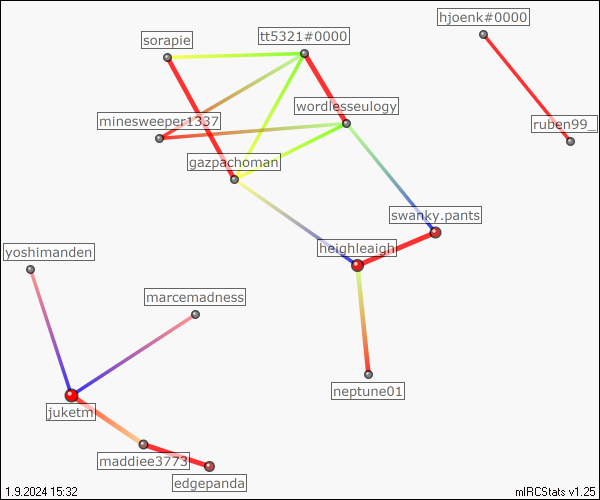 hjoenk#0000
tt5321#0000
sorapie
wordlesseulogy
minesweeper1337
ruben99_
gazpachoman
swanky.pants
heighleaigh
yoshimanden
marcemadness
neptune01
juketm
maddiee3773
edgepanda
1.9.2024 15:32
mIRCStats v1.25